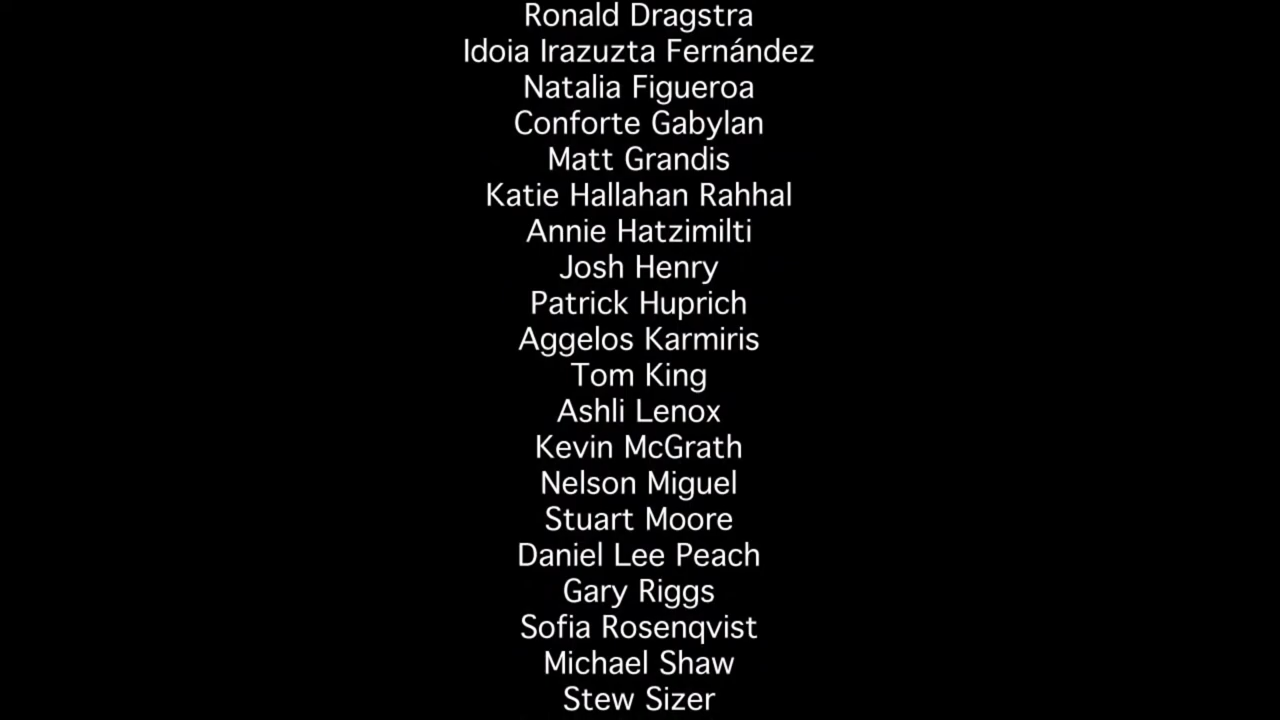 Ronald Dragstra
Idoia Irazuzta Fernández
Natalia Figueroa
Conforte Gabylan
Matt Grandis
Katie Hallahan Rahhal
Annie Hatzimilti
Josh Henry
Patrick Huprich
Aggelos Karmiris
Tom King
Ashli Lenox
Kevin McGrath
Nelson Miguel
Stuart Moore
Daniel Lee Peach
Gary Riggs
Sofia Rosenqvist
Michael Shaw
Stew Sizer